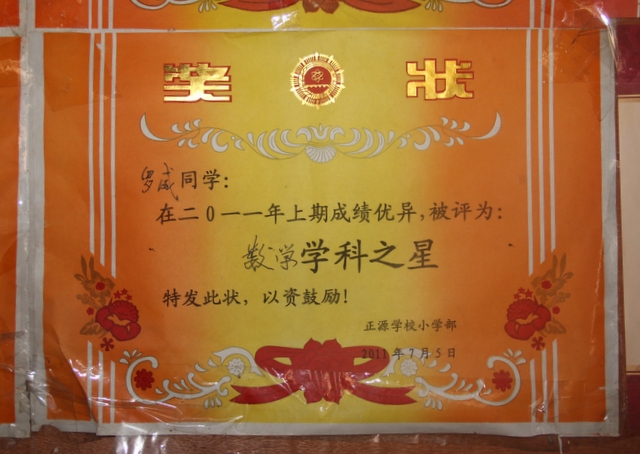 奖 状
罗威同学：
在二0一一年上期成绩优异，被评为：
数学学科之星
特发此状，以资鼓励！
正源学校小学部
2011年7月5日